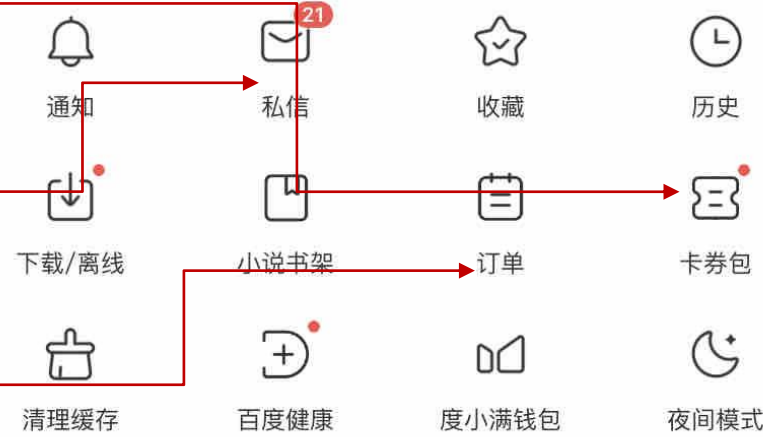 21
通知 私信 收藏 历史
下载/离线 小说书架 订单 卡券包
清理缓存 百度健康 度小满钱包 夜间模式